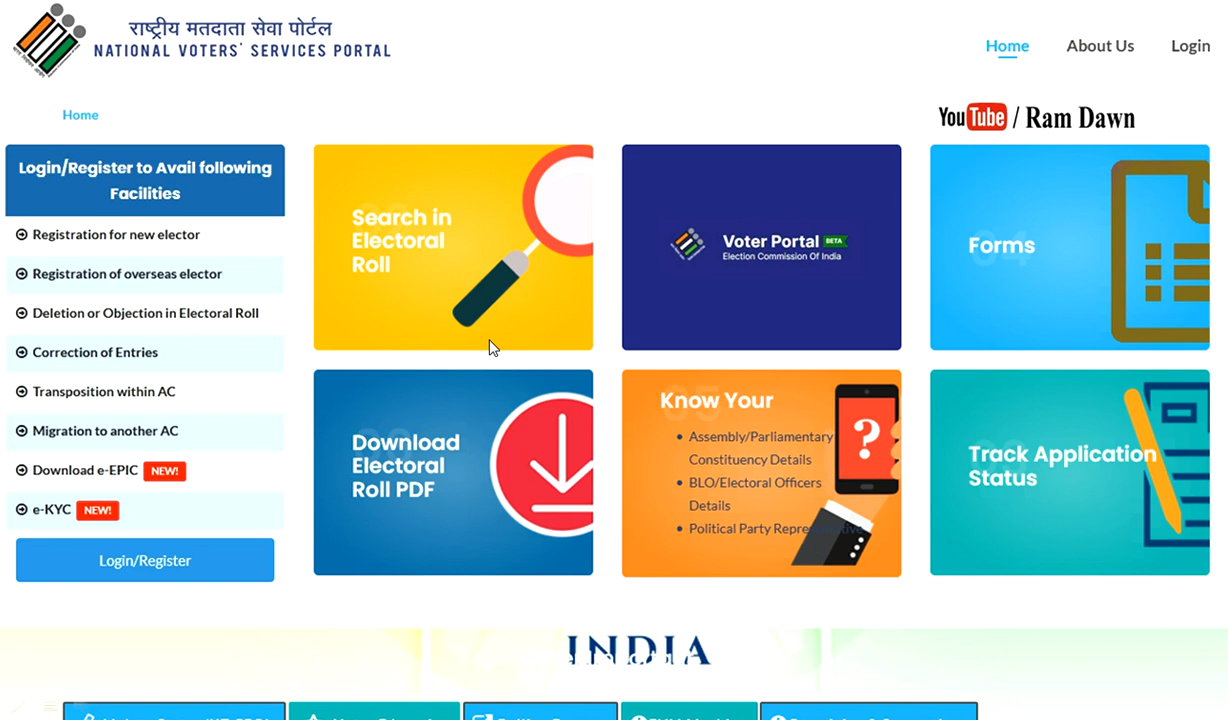 राष्ट्रीय मतदाता सेवा पोर्टल
NATIONAL VOTERS' SERVICES PORTAL
Home
About Us
Login
Home
YouTube / Ram Dawn
Login/Register to Avail following
Facilities
Registration for new elector
Registration of overseas elector
Deletion or Objection in Electoral Roll
Correction of Entries
Transposition within AC
Migration to another AC
Download e-EPIC NEW!
e-KYC NEW!
Login/Register
Search in
Electoral
Roll
Voter Portal BETA
Election Commission Of India
Forms
Download
Electoral
Roll PDF
Know Your
Assembly/Parliamentary
Constituency Details
BLO/Electoral Officers
Details
Political Party
Track Application
Status
INDIA